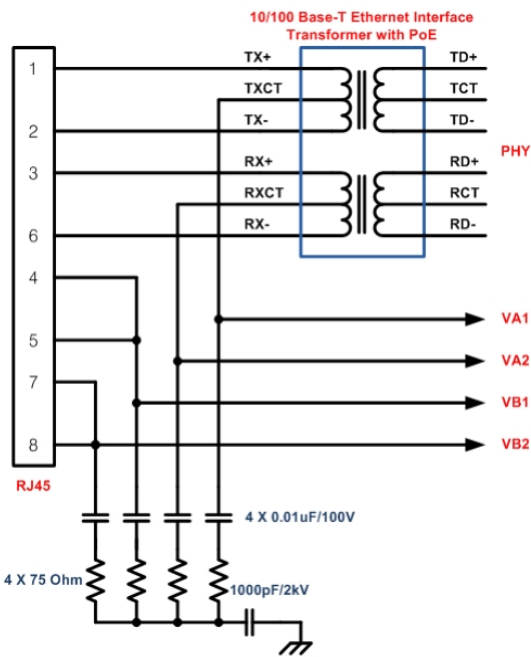 10/100 Base-T Ethernet Interface
Transformer with PoE
1 TX+ TD+
TXCT TCT
2 TX- TD-
PHY
3 RX+ RD+
RXCT RCT
6 RX- RD-
4
VA1
5
VA2
7
VB1
8 VB2
RJ45
4 X 0.01uF/100V
4 X 75 Ohm
1000pF/2kV